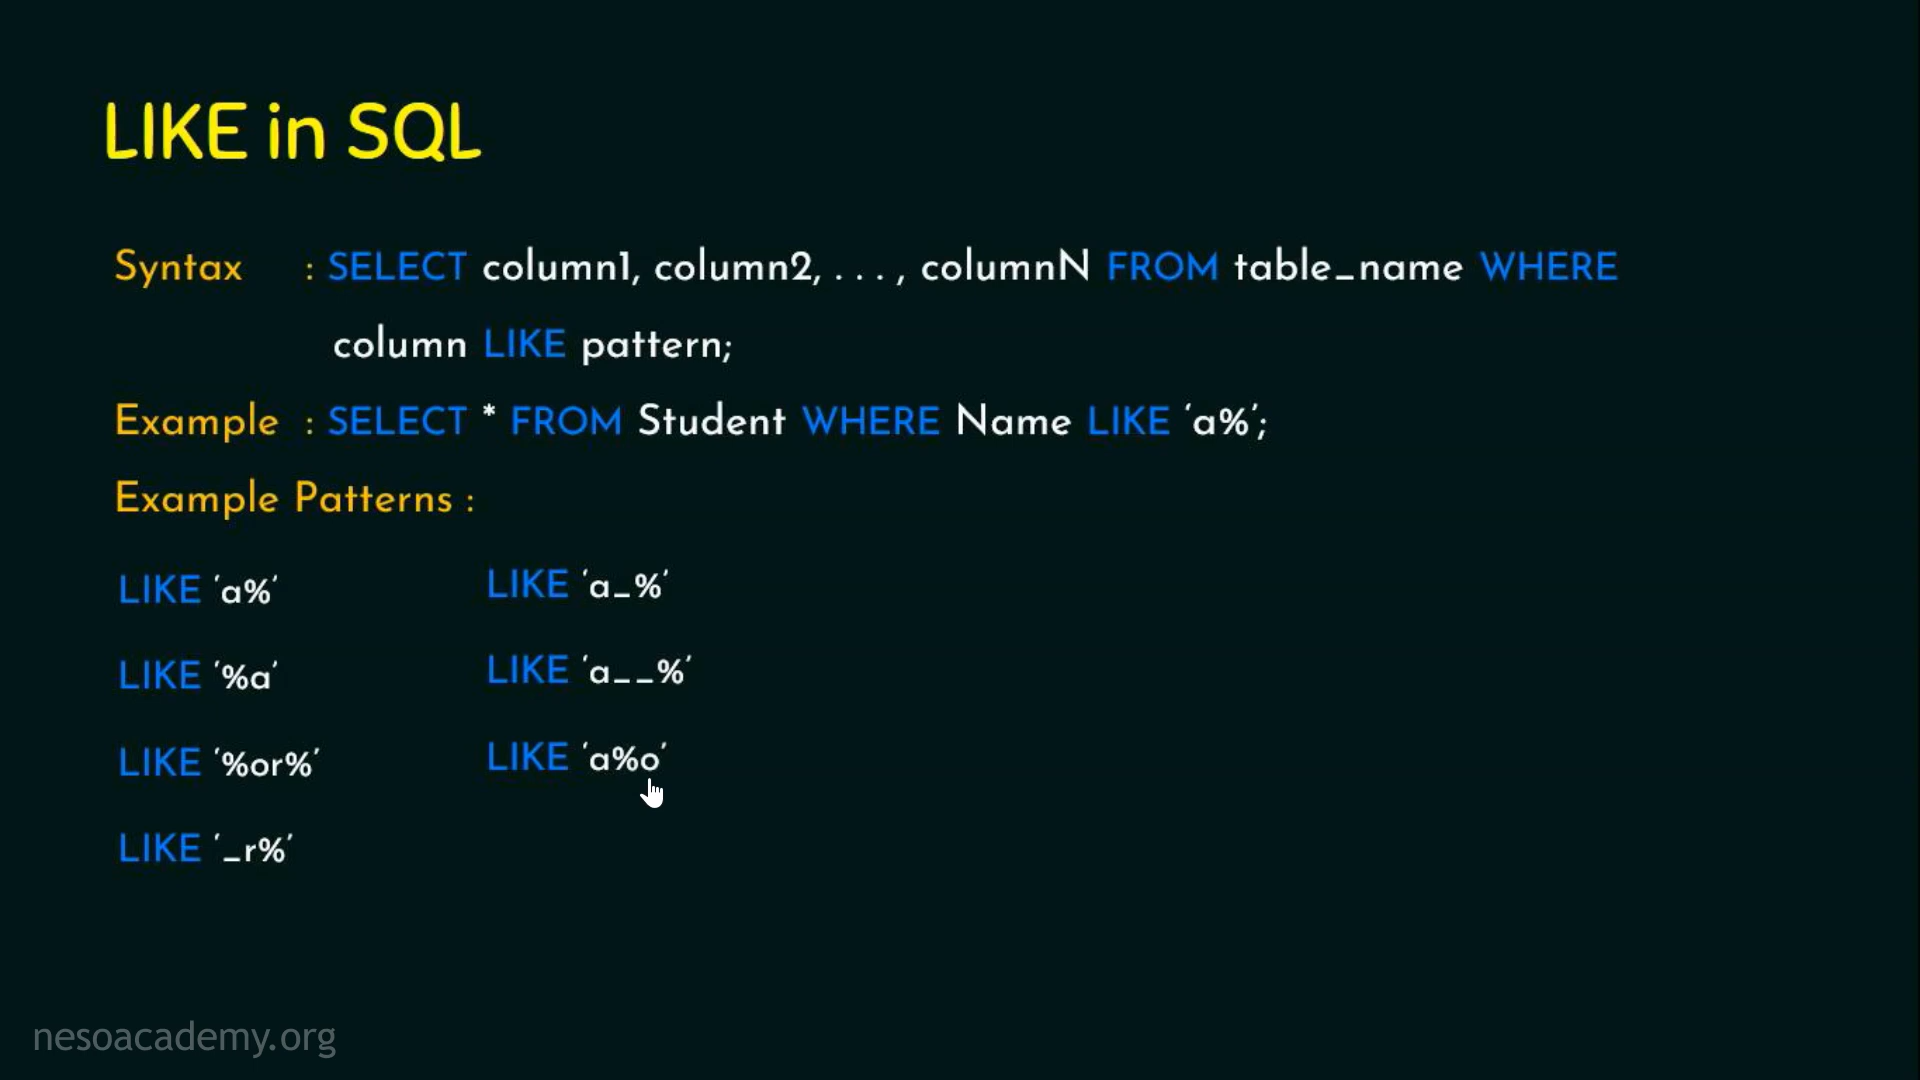 LIKE in SQL
Syntax : SELECT column1, column2, . . . , columnN FROM table_name WHERE
column LIKE pattern;
Example : SELECT * FROM Student WHERE Name LIKE ‘a%’;
Example Patterns :
LIKE ‘a%’
LIKE ‘%a’
LIKE ‘%or%’
LIKE ‘_r%’
LIKE ‘a_%’
LIKE ‘a__%’
LIKE ‘a%o’
nesoacademy.org